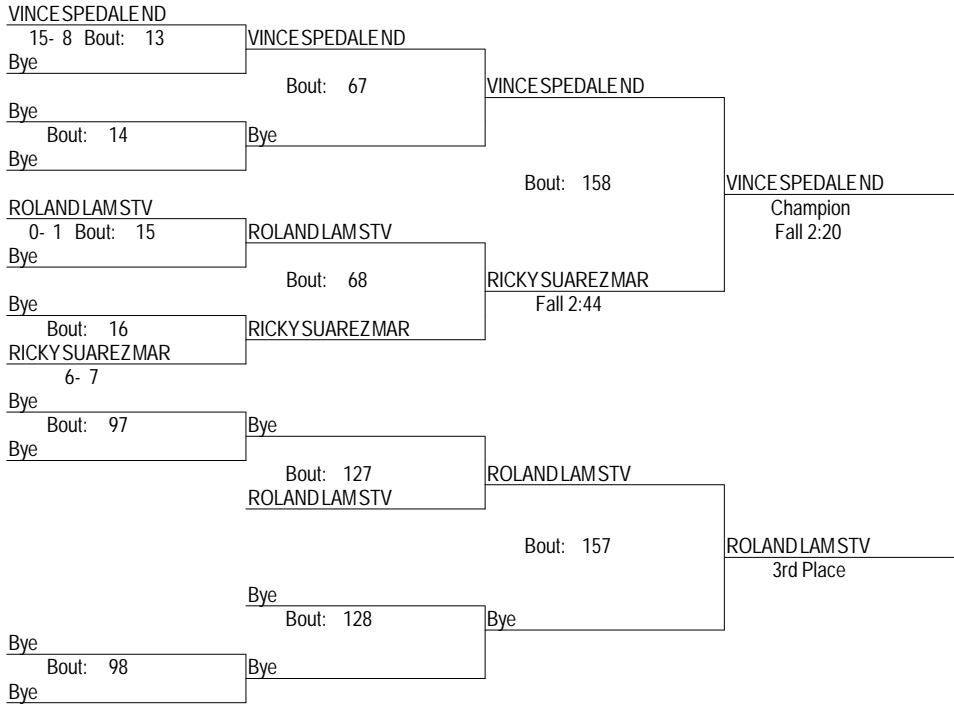 VINCE SPEDALE ND
15- 8 Bout: 13
VINCE SPEDALE ND
Bye
Bout: 67
VINCE SPEDALE ND
Bye
Bout: 14
Bye
Bye
Bout: 158
VINCE SPEDALE ND
ROLAND LAM STV
Champion
0- 1 Bout: 15
ROLAND LAM STV
Fall 2:20
Bye
Bout: 68
RICKY SUAREZ MAR
Bye
Fall 2:44
Bout: 16
RICKY SUAREZ MAR
RICKY SUAREZ MAR
6- 7
Bye
Bout: 97
Bye
Bye
Bout: 127
ROLAND LAM STV
ROLAND LAM STV
Bout: 157
ROLAND LAM STV
3rd Place
Bye
Bout: 128
Bye
Bye
Bout: 98
Bye
Bye